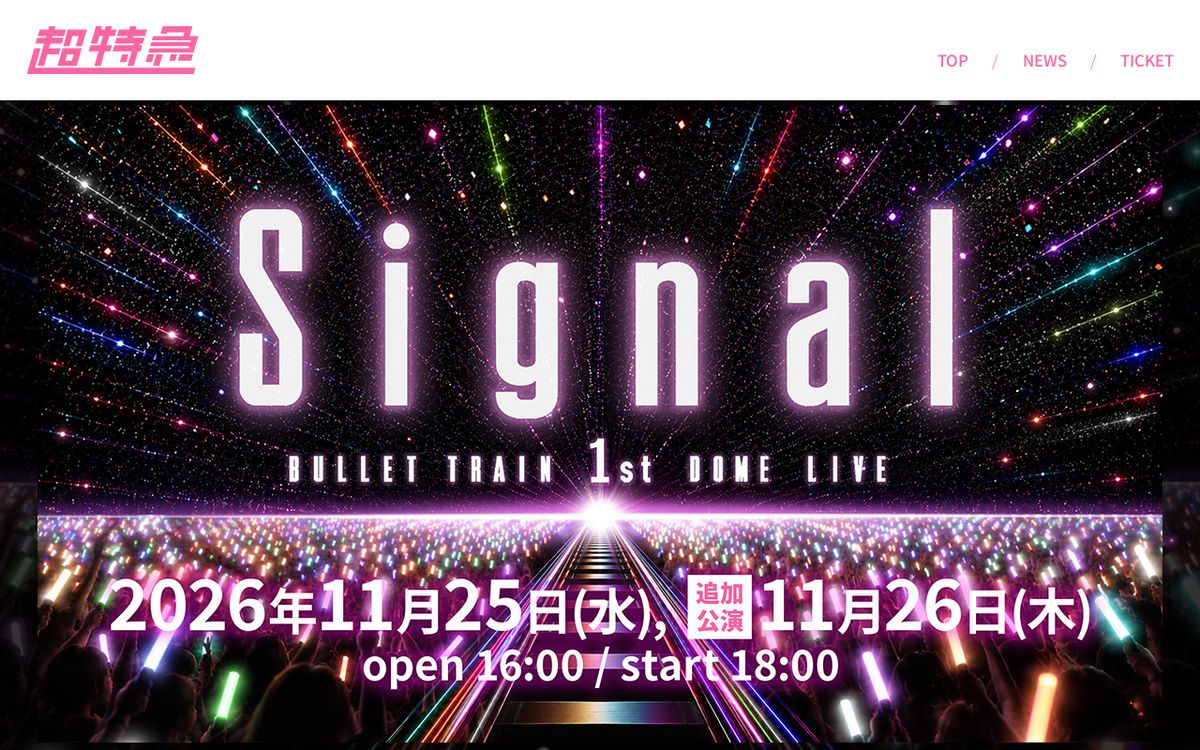 超特急
TOP / NEWS / TICKET
Signal
BULLET TRAIN 1st DOME LIVE
2026年11月25日(水), 追加公演 11月26日(木)
open 16:00 / start 18:00